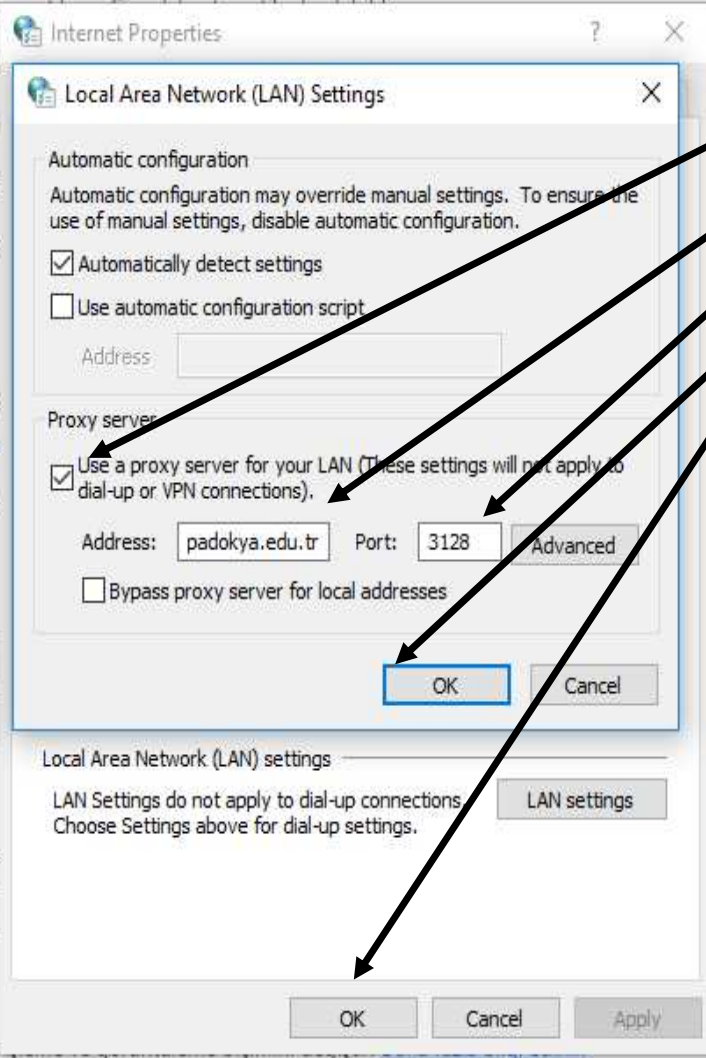 Internet Properties
Local Area Network (LAN) Settings
Automatic configuration
Automatic configuration may override manual settings. To ensure the
use of manual settings, disable automatic configuration.
Automatically detect settings
Use automatic configuration script
Address
Proxy server
Use a proxy server for your LAN (These settings will not apply to
dial-up or VPN connections).
Address: padokya.edu.tr Port: 3128 Advanced
Bypass proxy server for local addresses
OK Cancel
Local Area Network (LAN) settings
LAN Settings do not apply to dial-up connections. LAN settings
Choose Settings above for dial-up settings.
OK Cancel Apply